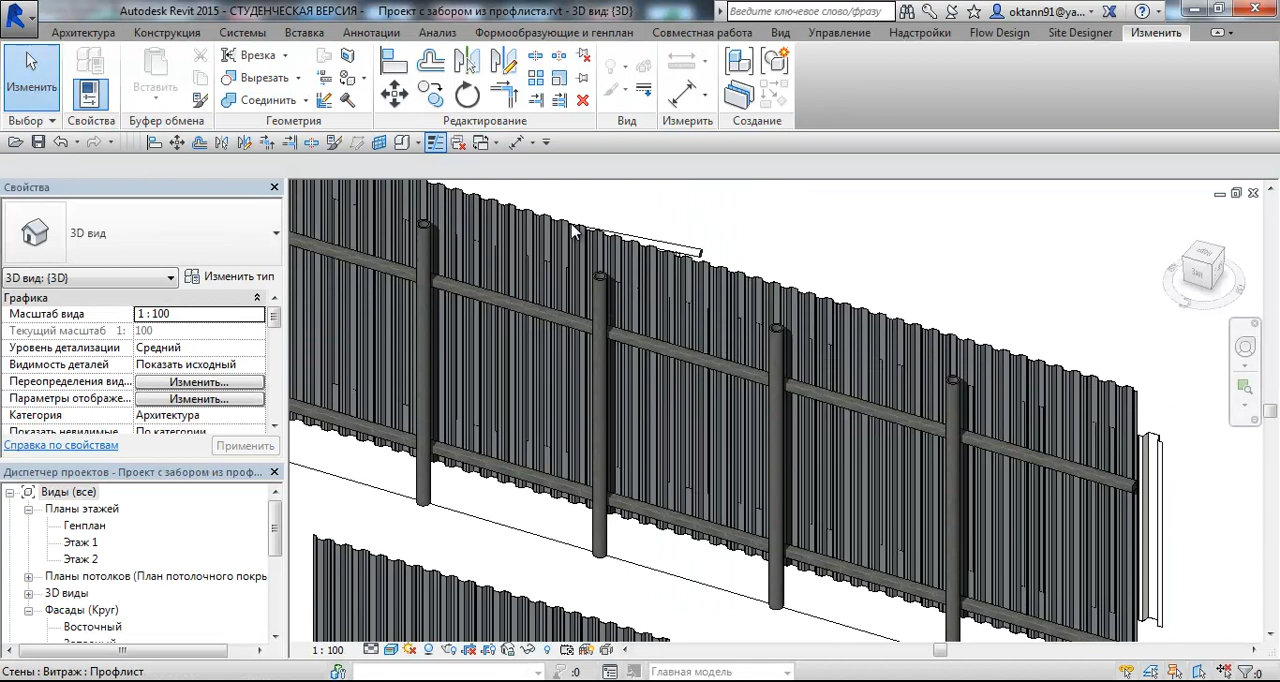 Autodesk Revit 2015 - СТУДЕНЧЕСКАЯ ВЕРСИЯ - Проект с забором из профлиста.rvt - 3D вид: {3D}
Введите ключевое слово/фразу
oktann91@ya...
Архитектура Конструкция Системы Вставка Аннотации Анализ Формообразующие и генплан Совместная работа Вид Управление Надстройки Flow Design Site Designer Изменить
Изменить
Вставить
Врезка
Вырезать
Соединить
Выбор Свойства Буфер обмена Геометрия Редактирование Вид Измерить Создание
Свойства
3D вид
3D вид: {3D} Изменить тип
Графика
Масштаб вида 1 : 100
Текущий масштаб 1: 100
Уровень детализации Средний
Видимость деталей Показать исходный
Переопределения вид... Изменить...
Параметры отображе... Изменить...
Категория Архитектура
Показать невидимые По категории
Справка по свойствам Применить
Диспетчер проектов - Проект с забором из проф...
Виды (все)
Планы этажей
Генплан
Этаж 1
Этаж 2
Планы потолков (План потолочного покры
3D виды
Фасады (Круг)
Восточный
1 : 100
Стены : Витраж : Профлист
:0
Главная модель
:0